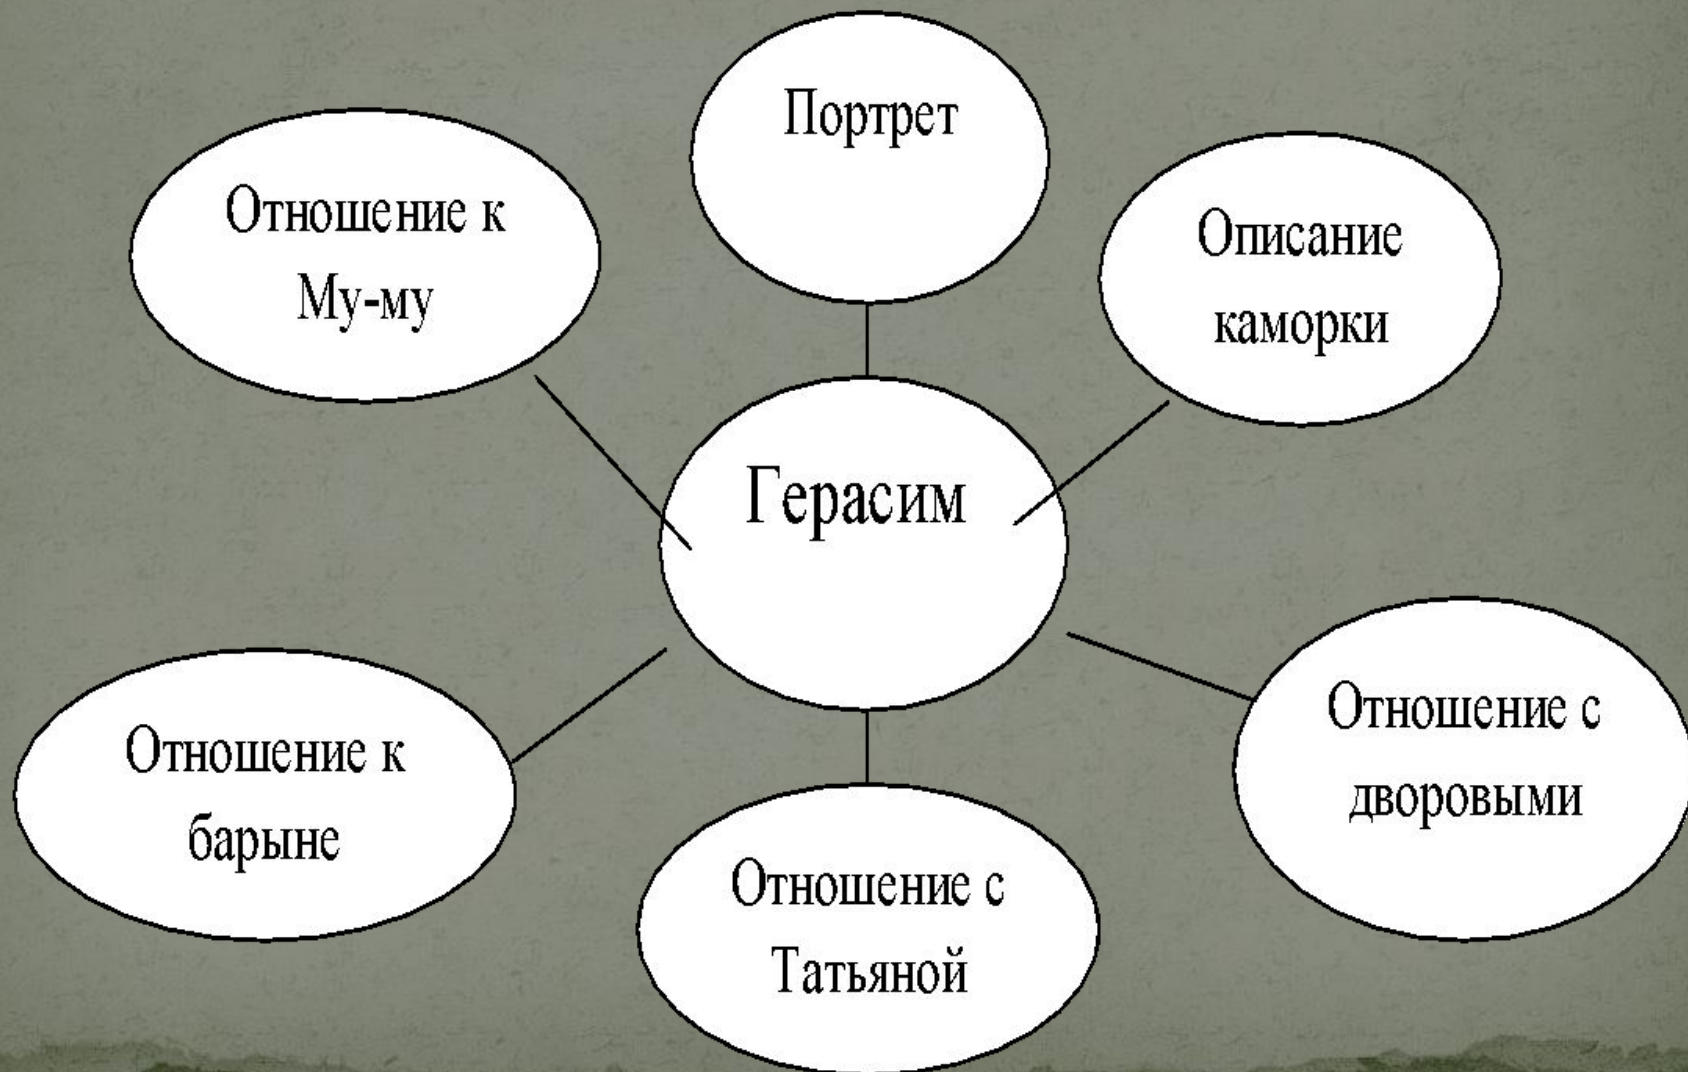 Портрет
Отношение к
Му-му
Описание
каморки
Герасим
Отношение к
барыне
Отношение с
Татьяной
Отношение с
дворовыми